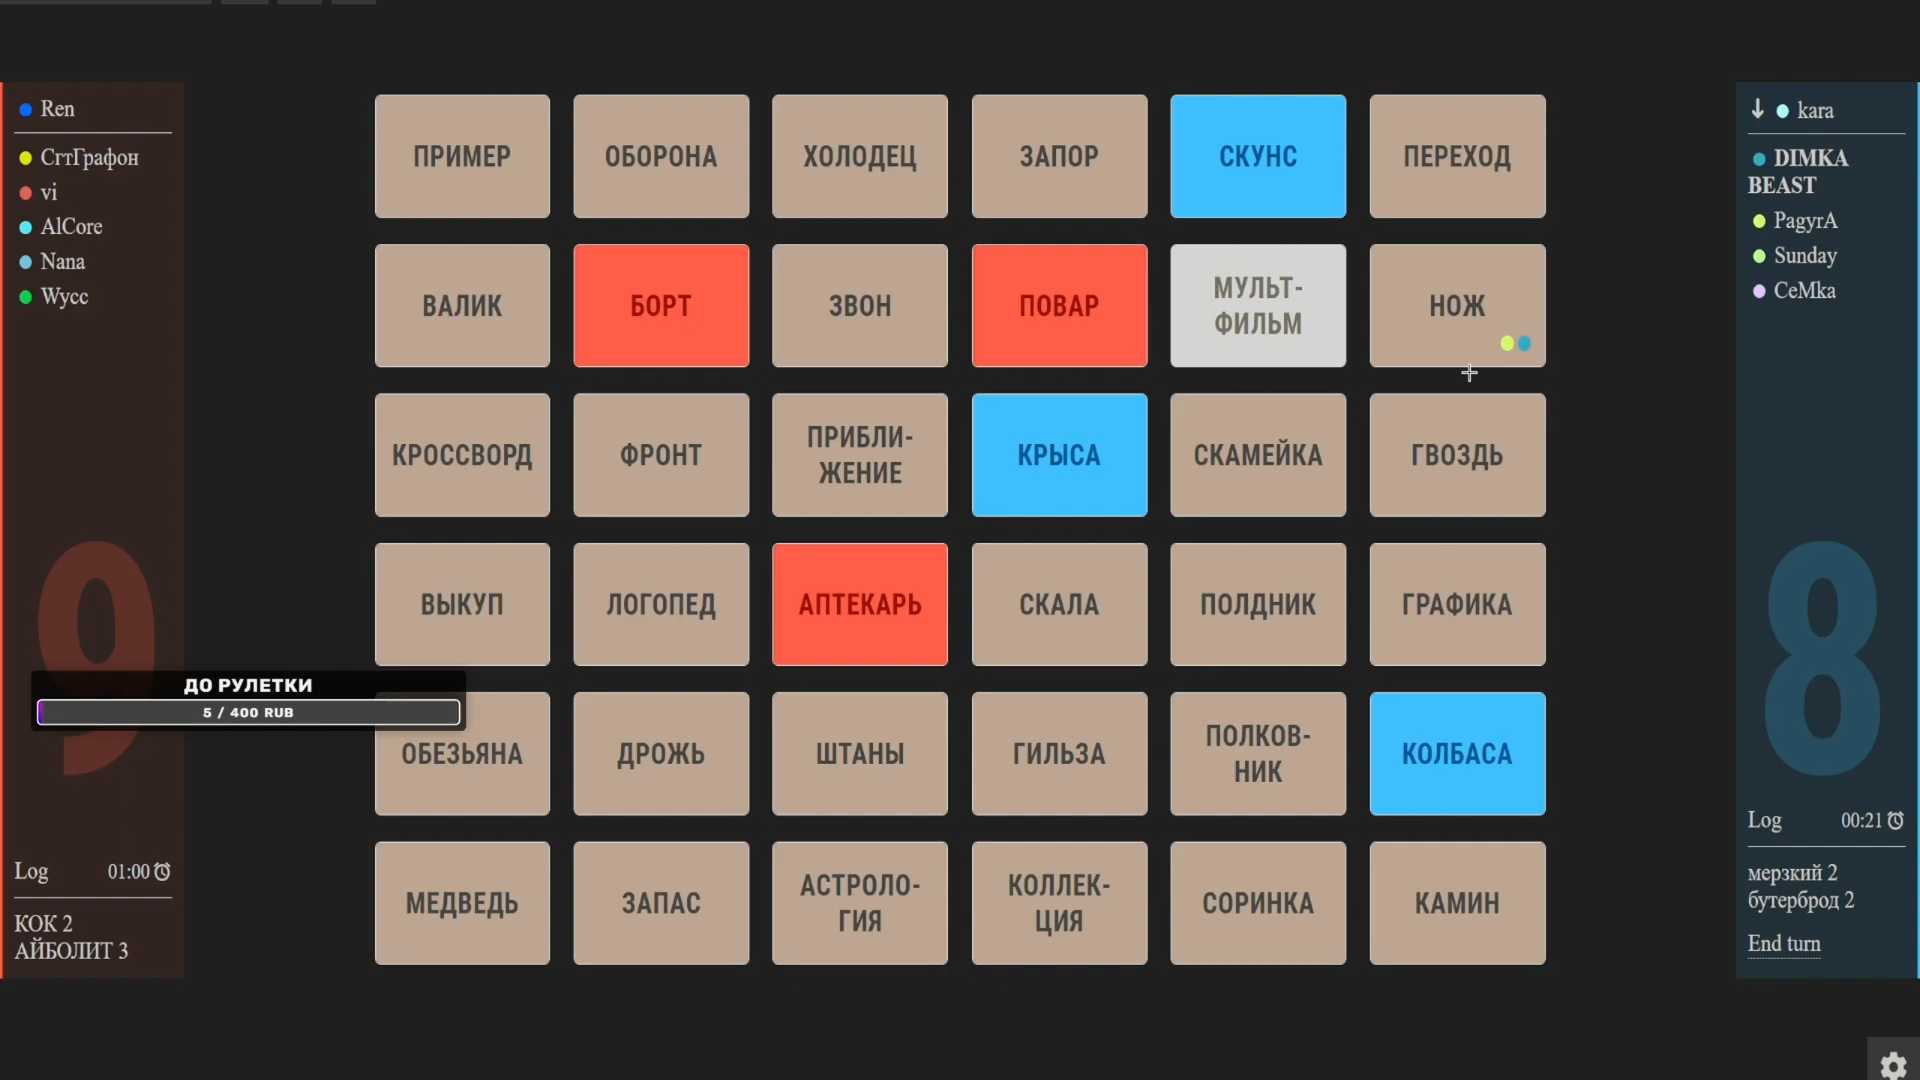 Ren
СгтГрафон
vi
AlCore
Nana
Wycc
9
ДО РУЛЕТКИ
5 / 400 RUB
Log 01:00
КОК 2
АЙБОЛИТ 3
ПРИМЕР ОБОРОНА ХОЛОДЕЦ ЗАПОР СКУНС ПЕРЕХОД
ВАЛИК БОРТ ЗВОН ПОВАР МУЛЬТ-
ФИЛЬМ НОЖ
КРОССВОРД ФРОНТ ПРИБЛИ-
ЖЕНИЕ КРЫСА СКАМЕЙКА ГВОЗДЬ
ВЫКУП ЛОГОПЕД АПТЕКАРЬ СКАЛА ПОЛДНИК ГРАФИКА
ОБЕЗЬЯНА ДРОЖЬ ШТАНЫ ГИЛЬЗА ПОЛКОВ-
НИК КОЛБАСА
МЕДВЕДЬ ЗАПАС АСТРОЛО-
ГИЯ КОЛЛЕК-
ЦИЯ СОРИНКА КАМИН
kara
DIMKA
BEAST
PagyrA
Sunday
CeMka
8
Log 00:21
мерзкий 2
бутерброд 2
End turn